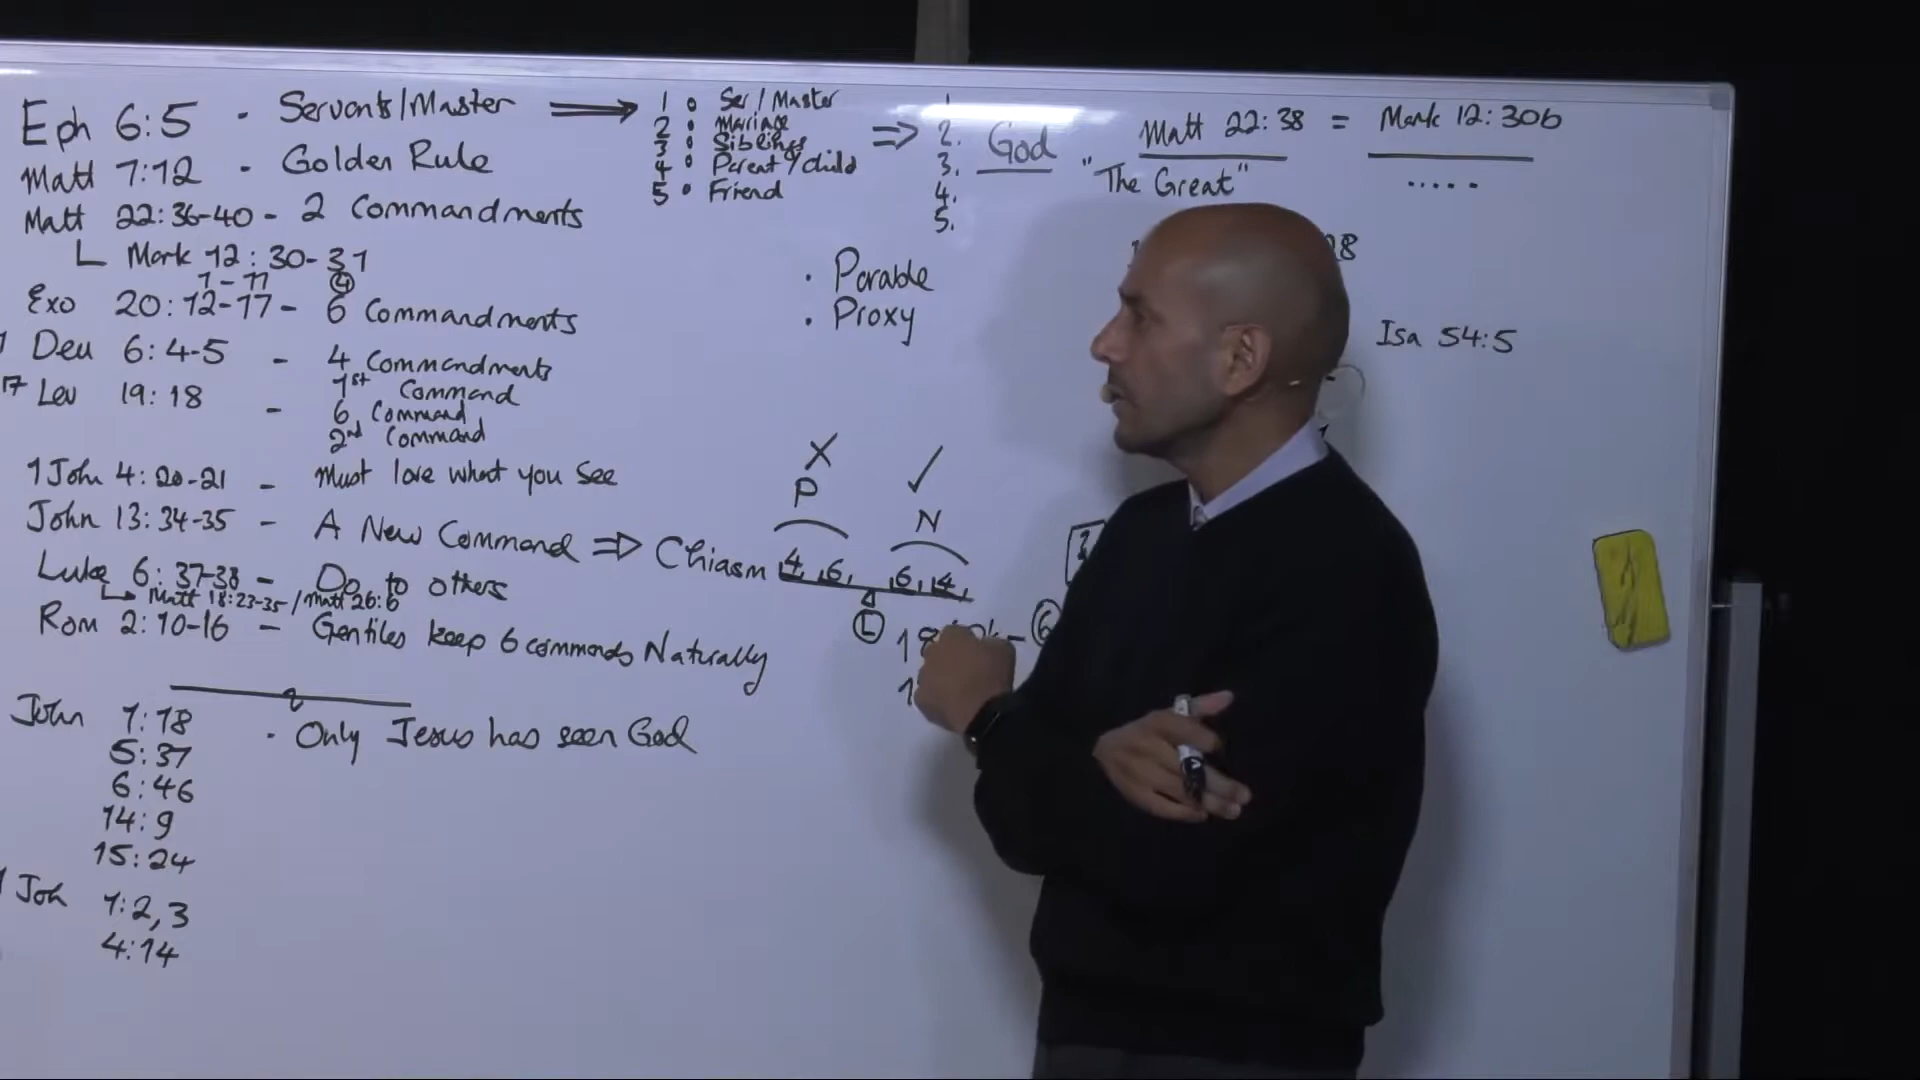 Eph 6:5 - Servants/Master
Matt 7:12 - Golden Rule
Matt 22:36-40 - 2 Commandments
Mark 12:30-31
1-11 4
Exo 20:12-17 - 6 Commandments
Deu 6:4-5 - 4 Commandments
1st Command
17 Lev 19:18 - 6 Command
2nd Command
1 John 4:20-21 - Must love what you see
John 13:34-35 - A New Command ⇒ Chiasm
Luke 6:37-38 - Do to others
Matt 18:23-35 / Matt 26:6
Rom 2:10-16 - Gentiles keep 6 commands Naturally
John 1:18 • Only Jesus has seen God
5:37
6:46
14:9
15:24
1 Joh 1:2,3
4:14
1 • Ser/Master
2 • Marriage
3 • Siblings
4 • Parent/child
5 • Friend
1
2.
3.
4.
5.
God
• Parable
• Proxy
X ✓
P N
4, 6, 6, 4,
L
6
Matt 22:38 = Mark 12:30b
"The Great" .....
Isa 54:5